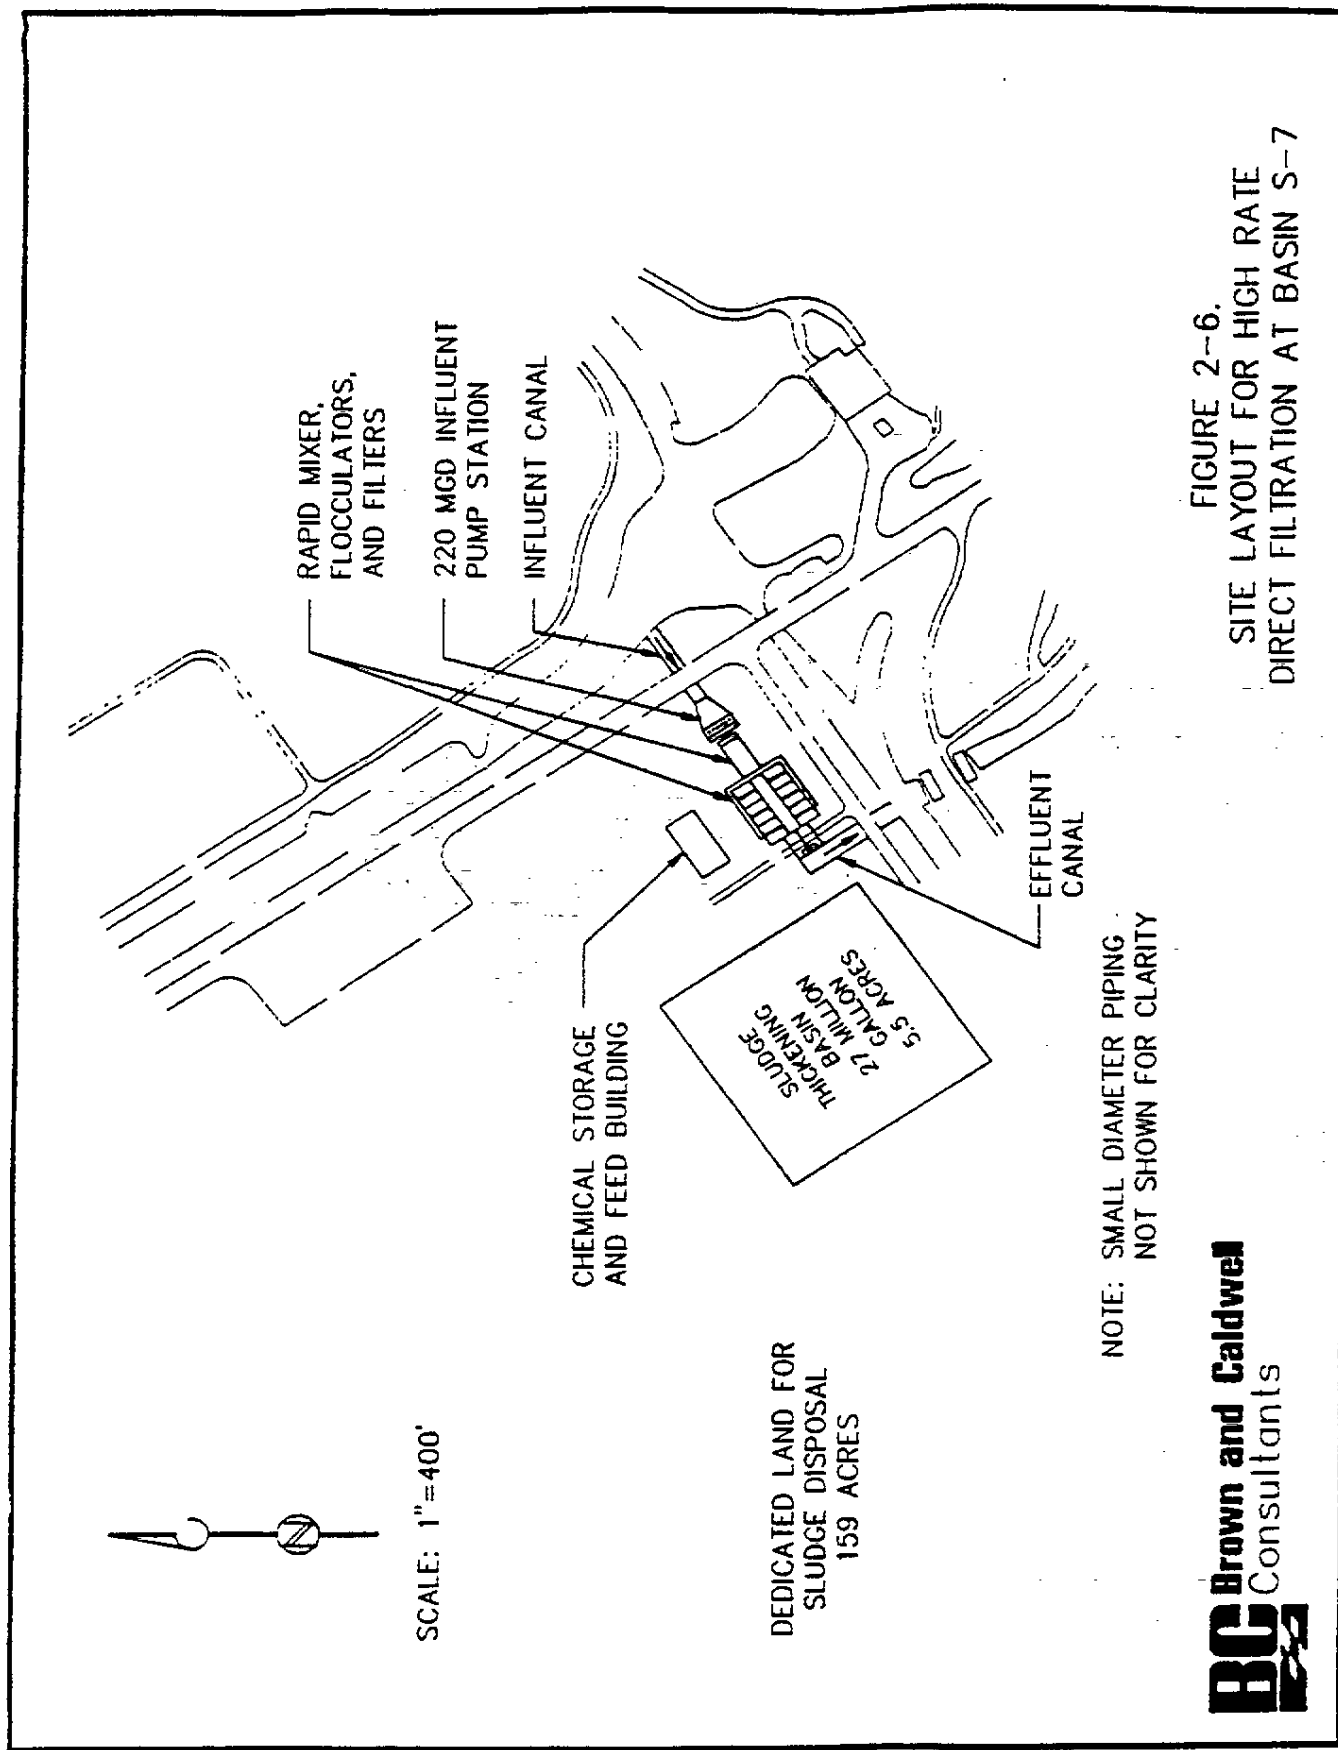 RAPID MIXER,
FLOCCULATORS,
AND FILTERS
220 MGD INFLUENT
PUMP STATION
INFLUENT CANAL
CHEMICAL STORAGE
AND FEED BUILDING
SLUDGE
THICKENING
BASIN
27 MILLION
GALLON
5.5 ACRES
EFFLUENT
CANAL
N
SCALE: 1"=400'
DEDICATED LAND FOR
SLUDGE DISPOSAL
159 ACRES
NOTE: SMALL DIAMETER PIPING
NOT SHOWN FOR CLARITY
BC Brown and Caldwell
Consultants
FIGURE 2-6.
SITE LAYOUT FOR HIGH RATE
DIRECT FILTRATION AT BASIN S-7